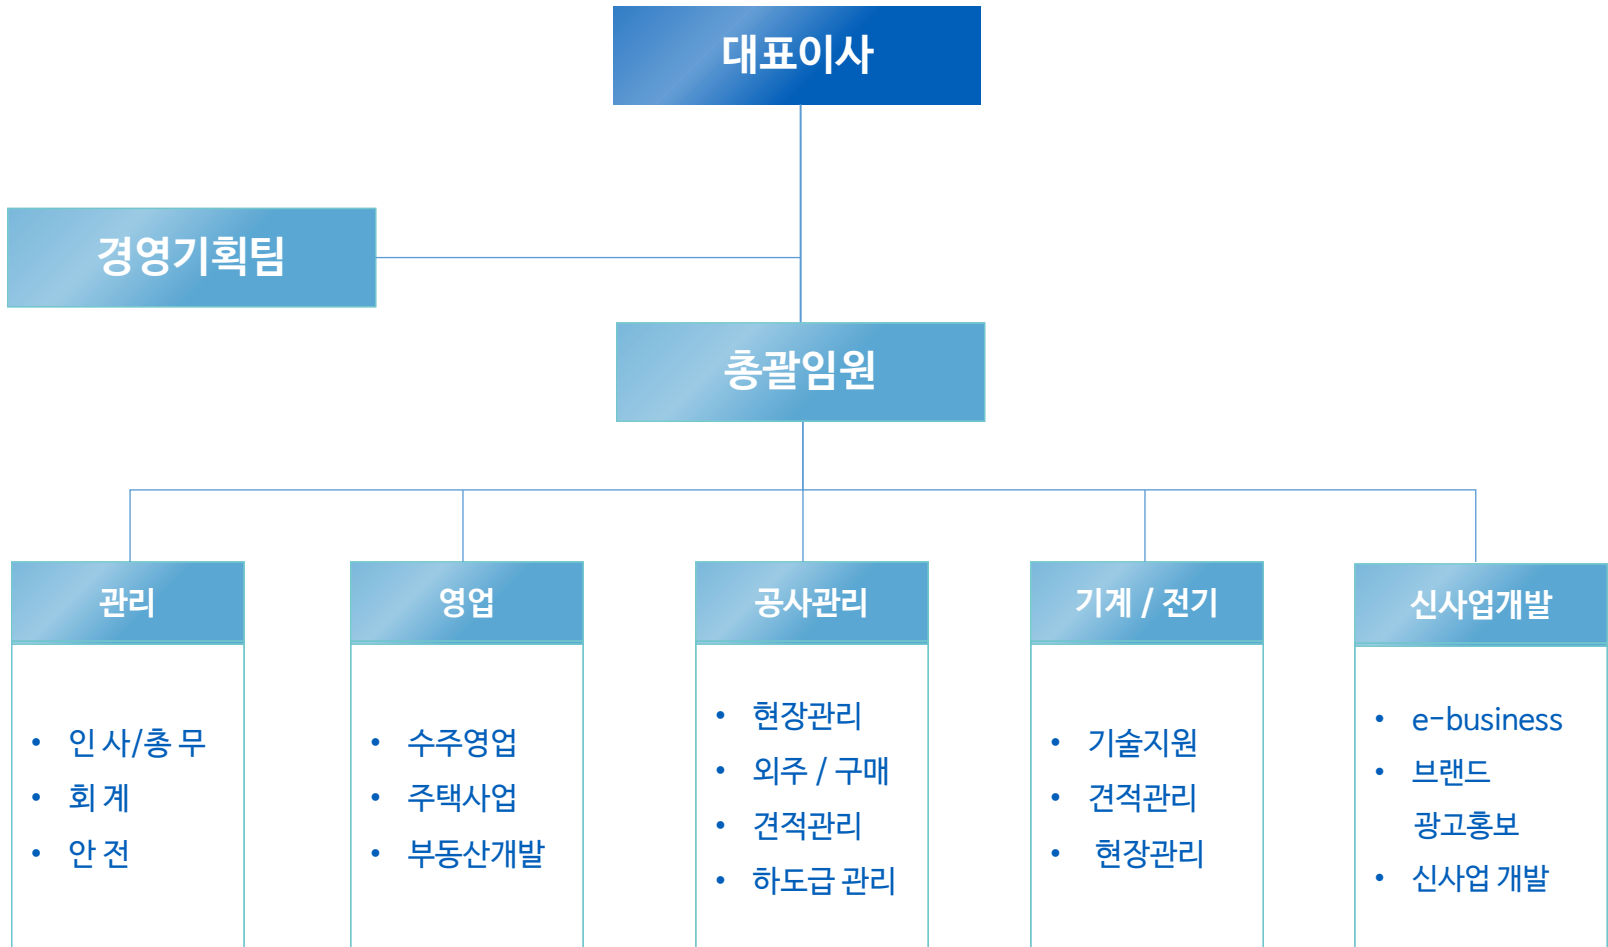 대표이사
경영기획팀
총괄임원
관리
• 인 사/총 무
• 회 계
• 안 전
영업
• 수주영업
• 주택사업
• 부동산개발
공사관리
• 현장관리
• 외주 / 구매
• 견적관리
• 하도급 관리
기계 / 전기
• 기술지원
• 견적관리
• 현장관리
신사업개발
• e-business
• 브랜드
광고홍보
• 신사업 개발